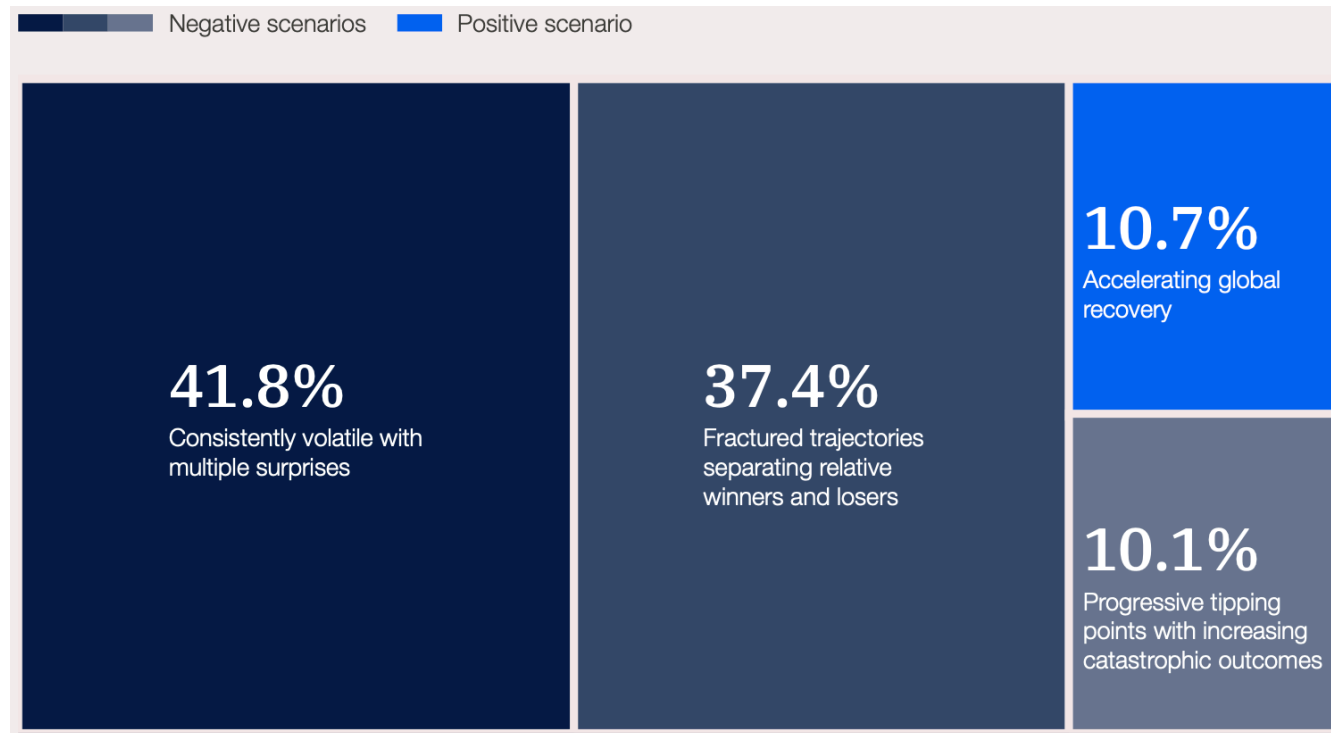 Negative scenarios
Positive scenario
41.8%
Consistently volatile with
multiple surprises
37.4%
Fractured trajectories
separating relative
winners and losers
10.7%
Accelerating global
recovery
10.1%
Progressive tipping
points with increasing
catastrophic outcomes